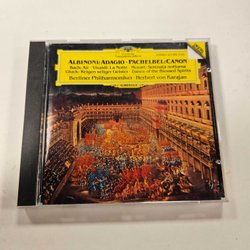 ALBINONI: ADAGIO · PACHELBEL: CANON
Bach: Air · Vivaldi: La Notte · Mozart: Serenata notturna
Gluck: Reigen seliger Geister · Dance of the Blessed Spirits
Berliner Philharmoniker · Herbert von Karajan